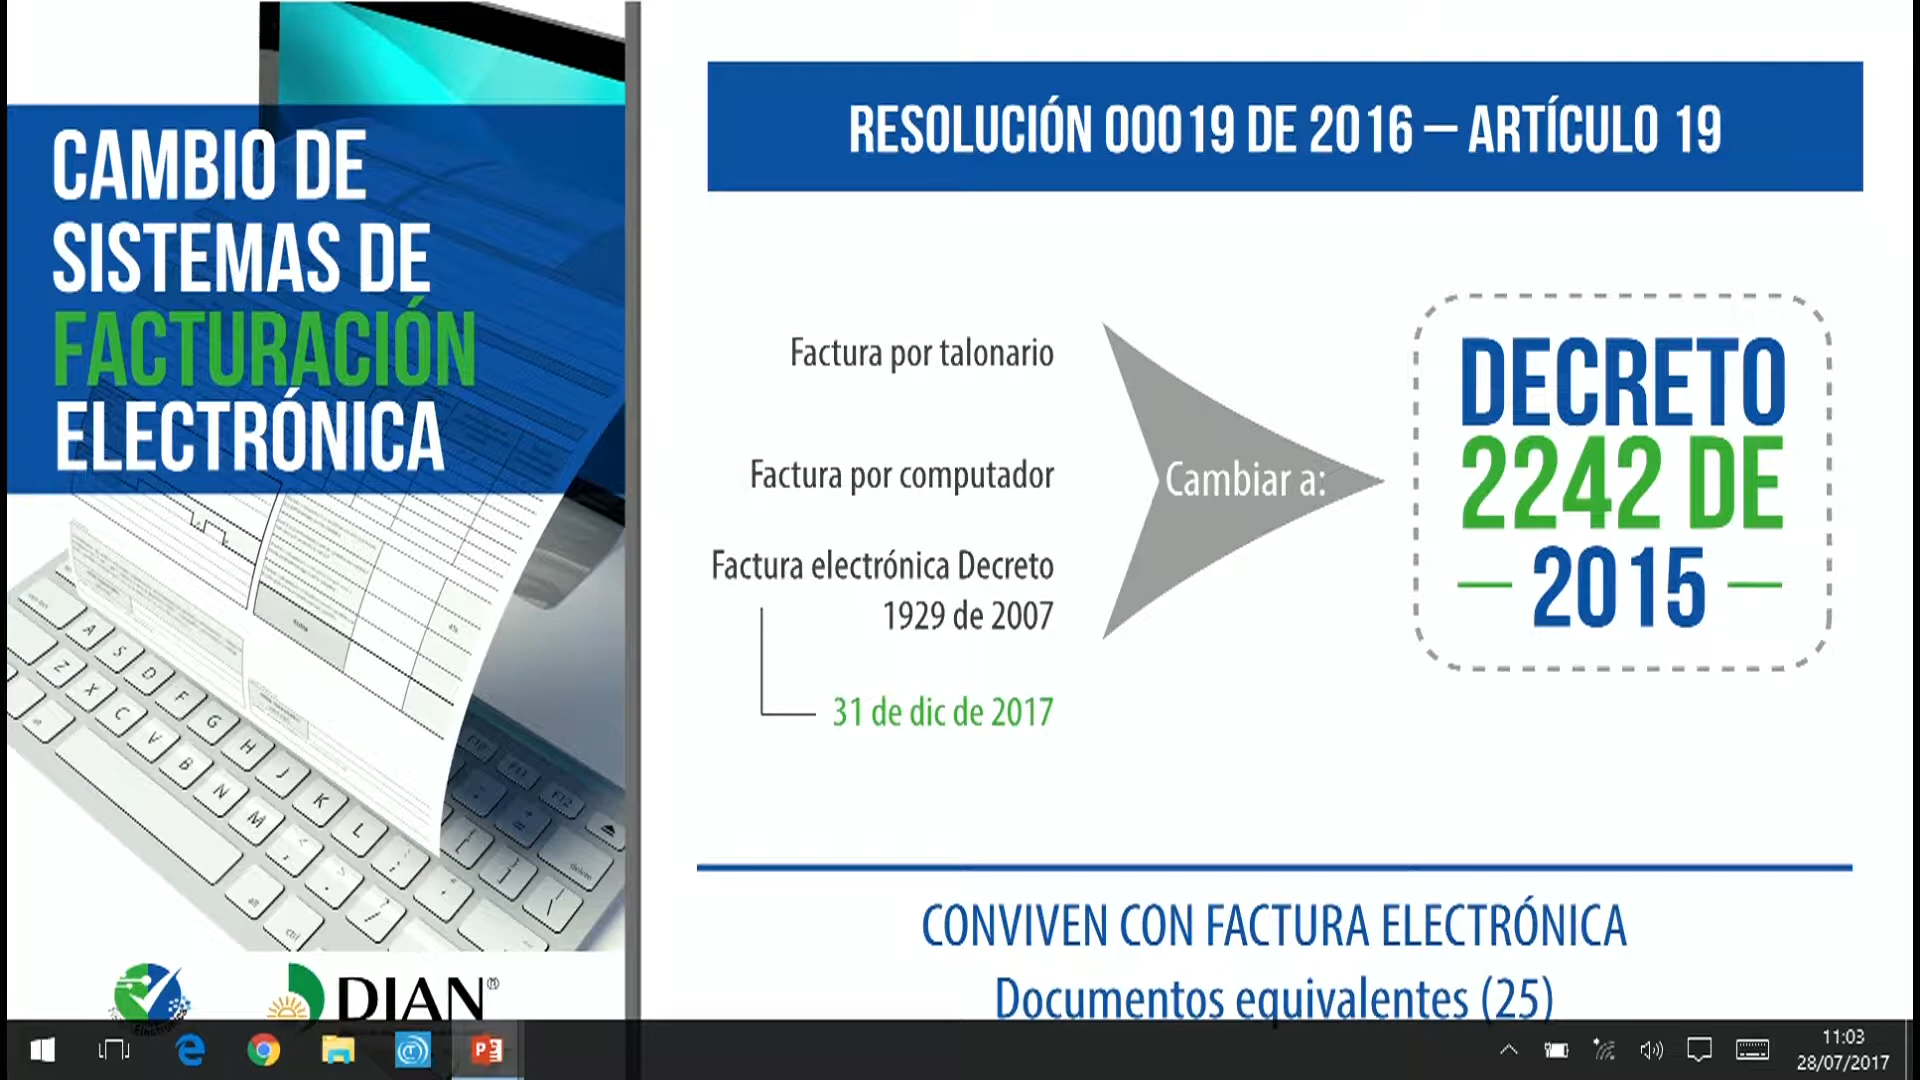 CAMBIO DE
SISTEMAS DE
FACTURACIÓN
ELECTRÓNICA
RESOLUCIÓN 00019 DE 2016 – ARTÍCULO 19
Factura por talonario
Factura por computador
Factura electrónica Decreto
1929 de 2007
31 de dic de 2017
Cambiar a:
DECRETO
2242 DE
2015
CONVIVEN CON FACTURA ELECTRÓNICA
Documentos equivalentes (25)
DIAN®
11:03
28/07/2017